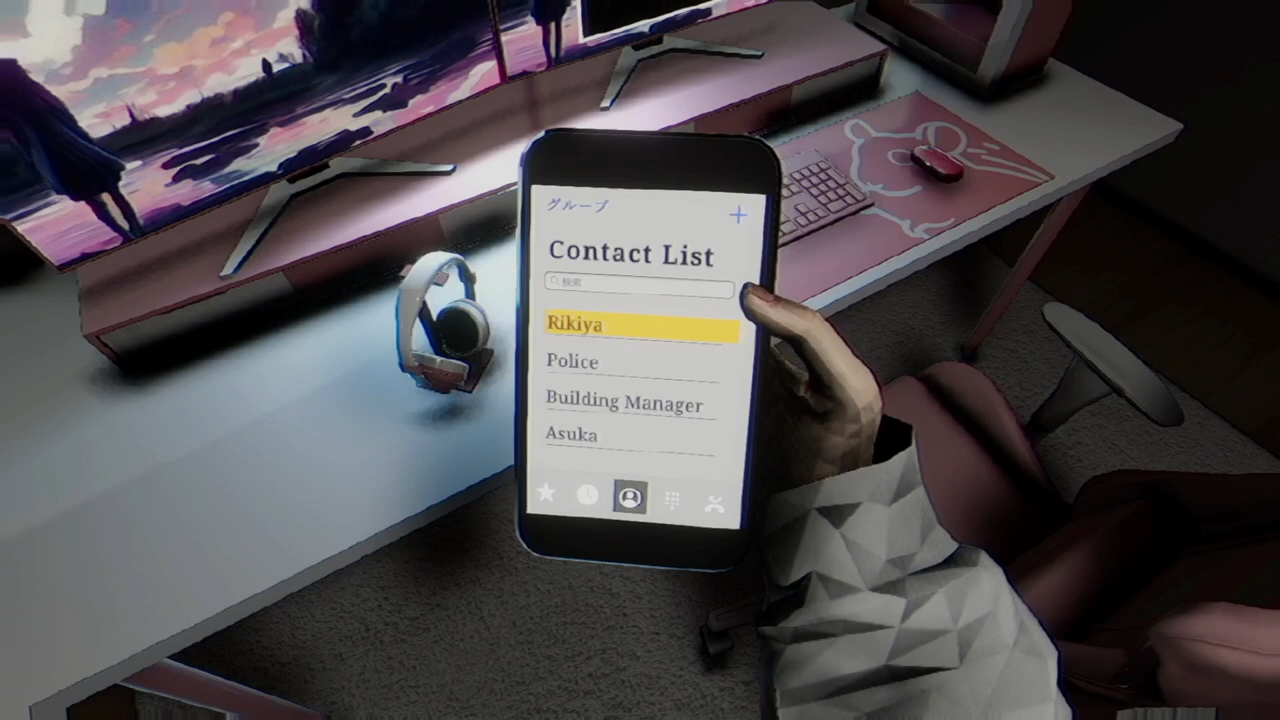 グループ
Contact List
検索
Rikiya
Police
Building Manager
Asuka